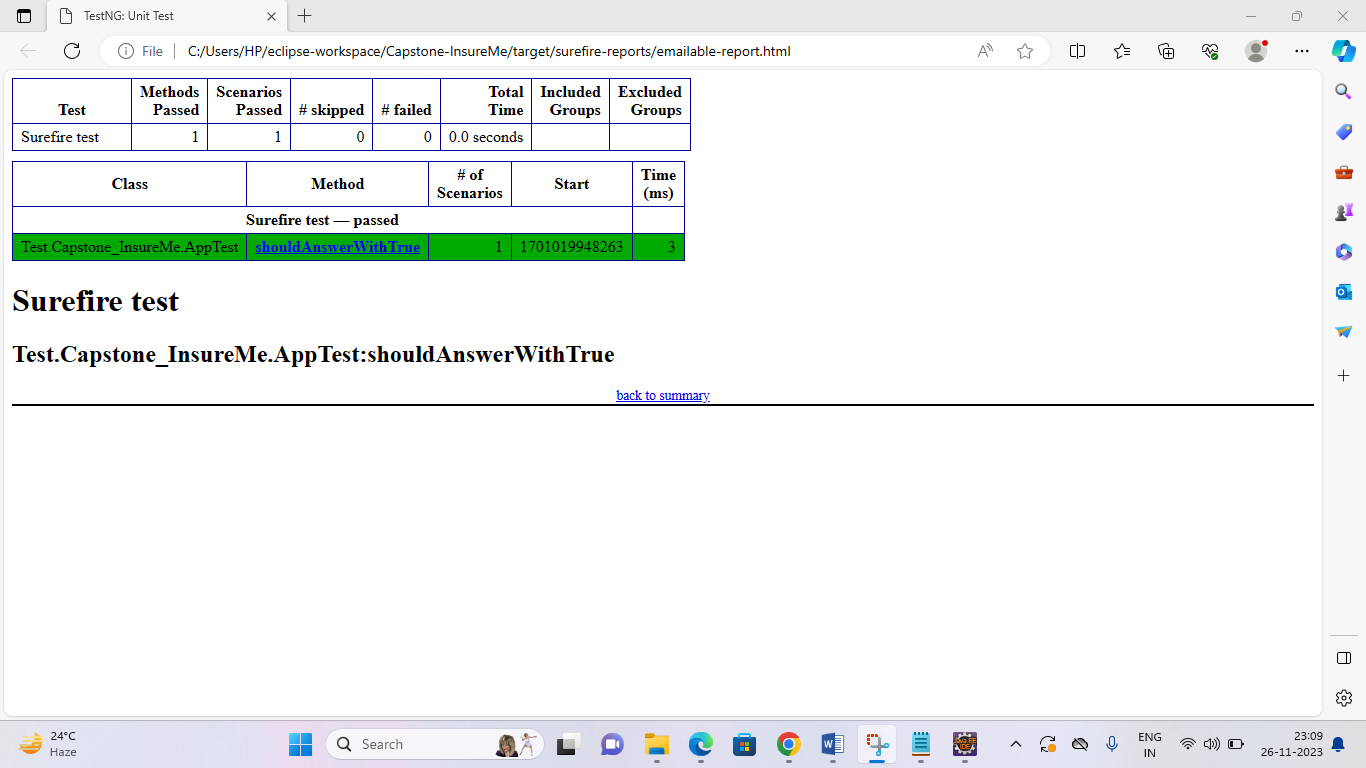 TestNG: Unit Test
File
C:/Users/HP/eclipse-workspace/Capstone-InsureMe/target/surefire-reports/emailable-report.html
Test Methods Passed Scenarios Passed # skipped # failed Total Time Included Groups Excluded Groups
Surefire test 1 1 0 0 0.0 seconds
Class Method # of Scenarios Start Time (ms)
Surefire test — passed
Test.Capstone_InsureMe.AppTest shouldAnswerWithTrue 1 1701019948263 3
Surefire test
Test.Capstone_InsureMe.AppTest:shouldAnswerWithTrue
back to summary
24°C
Haze
Search
ENG
IN
23:09
26-11-2023